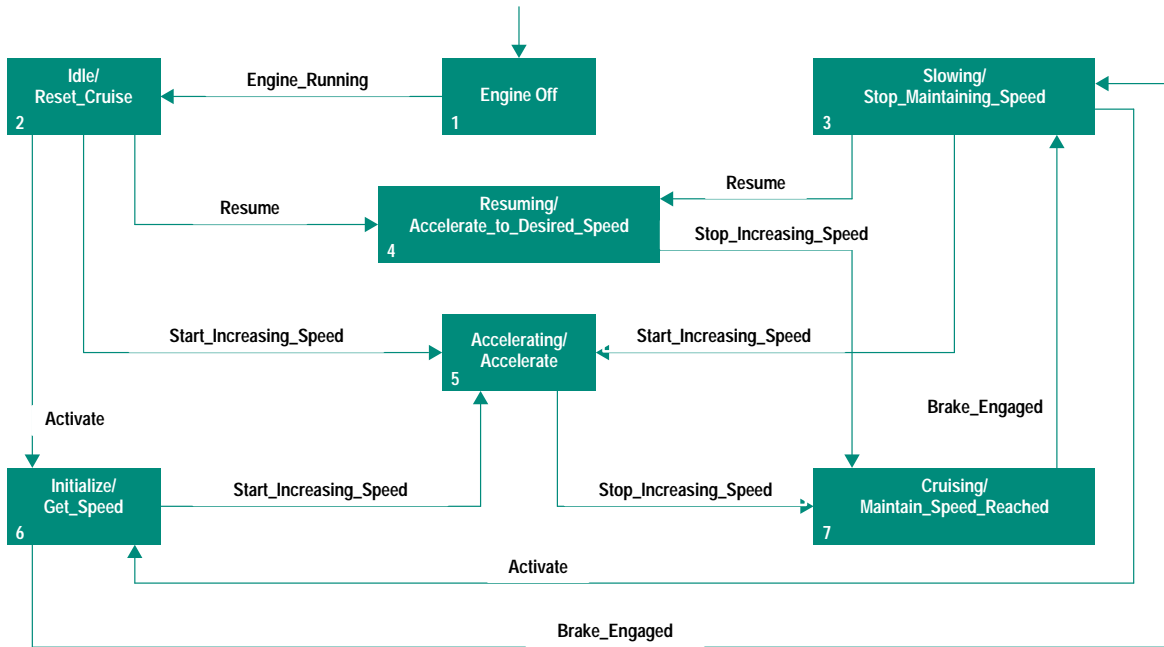 Idle/
Reset_Cruise
2
Engine_Running
Engine Off
1
Slowing/
Stop_Maintaining_Speed
3
Resume
Resuming/
Accelerate_to_Desired_Speed
4
Resume
Stop_Increasing_Speed
Start_Increasing_Speed
Accelerating/
Accelerate
5
Start_Increasing_Speed
Activate
Brake_Engaged
Initialize/
Get_Speed
6
Start_Increasing_Speed
Stop_Increasing_Speed
Cruising/
Maintain_Speed_Reached
7
Activate
Brake_Engaged